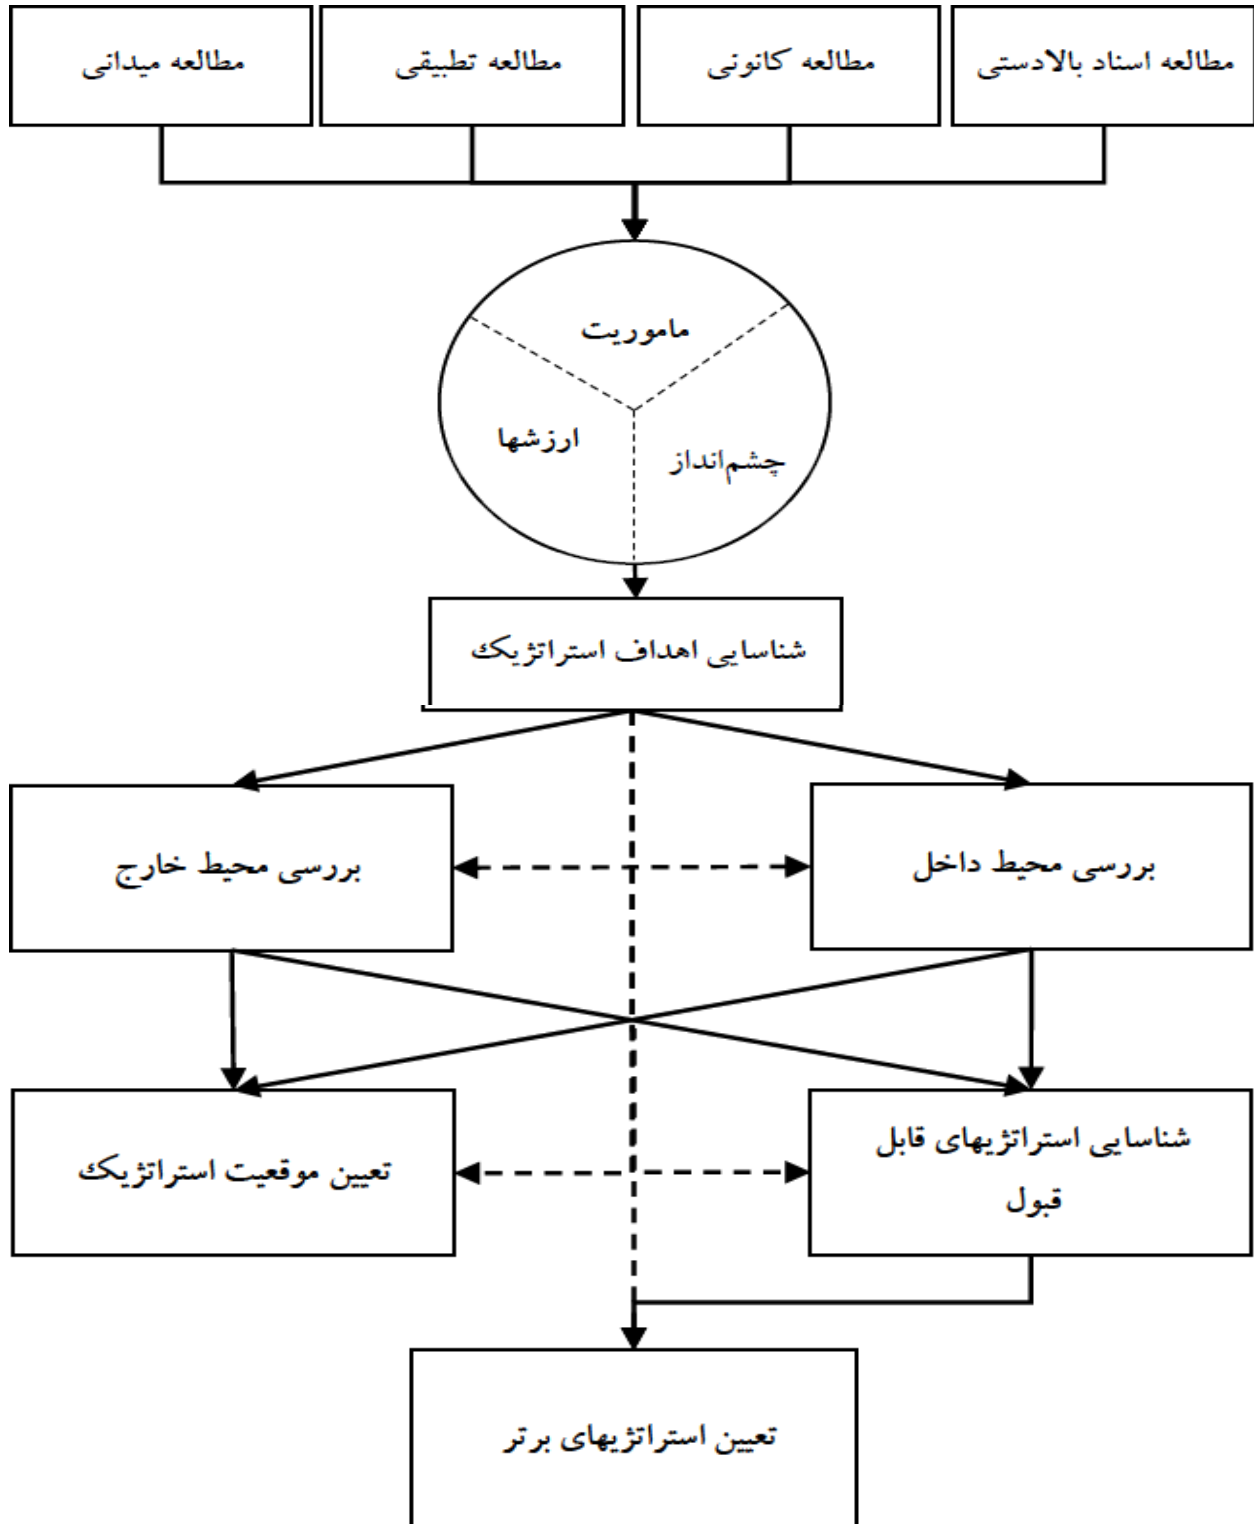 مطالعه اسناد بالادستی
مطالعه کانونی
مطالعه تطبیقی
مطالعه میدانی
ماموریت
ارزشها
چشم‌انداز
شناسایی اهداف استراتژیک
بررسی محیط داخل
بررسی محیط خارج
شناسایی استراتژیهای قابل
قبول
تعیین موقعیت استراتژیک
تعیین استراتژیهای برتر